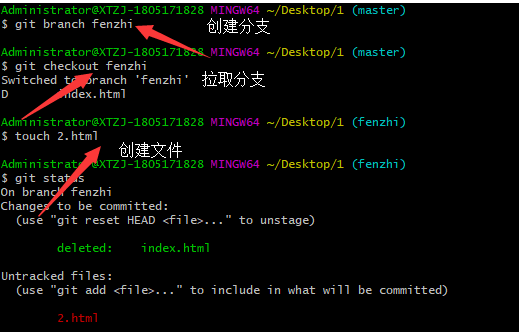 Administrator@XTZJ-1805171828 MINGW64 ~/Desktop/1 (master)
$ git branch fenzhi
创建分支
Administrator@XTZJ-1805171828 MINGW64 ~/Desktop/1 (master)
$ git checkout fenzhi
Switched to branch 'fenzhi'
拉取分支
D index.html
Administrator@XTZJ-1805171828 MINGW64 ~/Desktop/1 (fenzhi)
$ touch 2.html
创建文件
Administrator@XTZJ-1805171828 MINGW64 ~/Desktop/1 (fenzhi)
$ git status
On branch fenzhi
Changes to be committed:
(use "git reset HEAD <file>..." to unstage)
deleted: index.html
Untracked files:
(use "git add <file>..." to include in what will be committed)
2.html